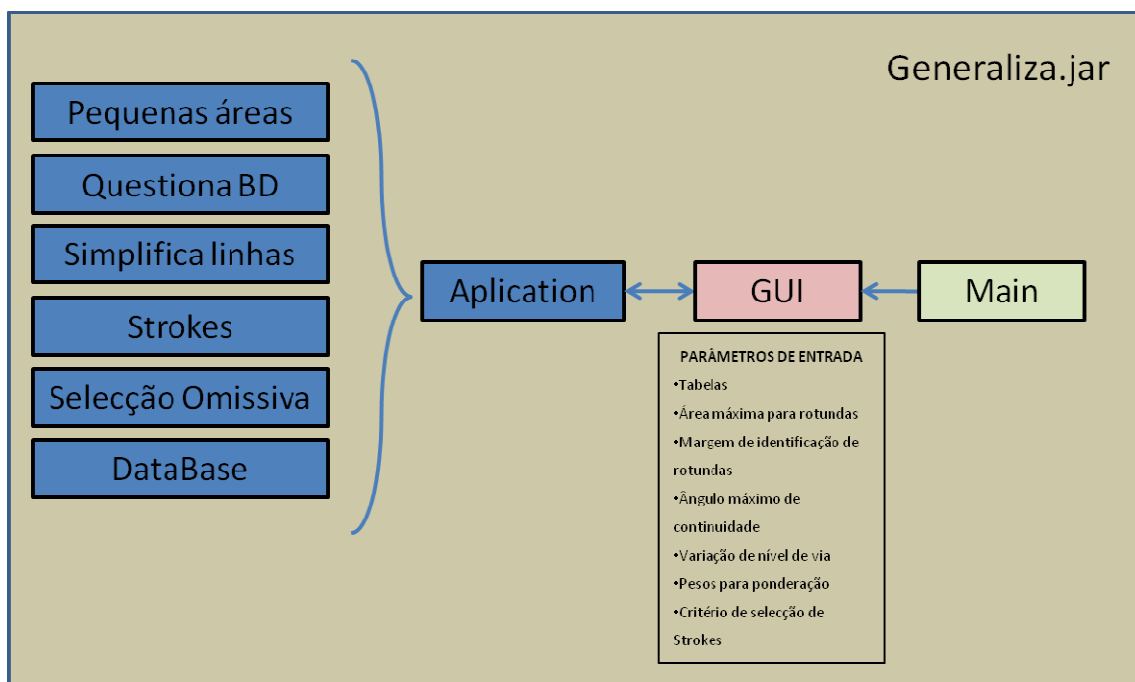 Generaliza.jar
Pequenas áreas
Questiona BD
Simplifica linhas
Strokes
Selecção Omissiva
DataBase
Aplication
GUI
Main
PARÂMETROS DE ENTRADA
•Tabelas
•Área máxima para rotundas
•Margem de identificação de
rotundas
•Ângulo máximo de
continuidade
•Variação de nível de via
•Pesos para ponderação
•Critério de selecção de
Strokes